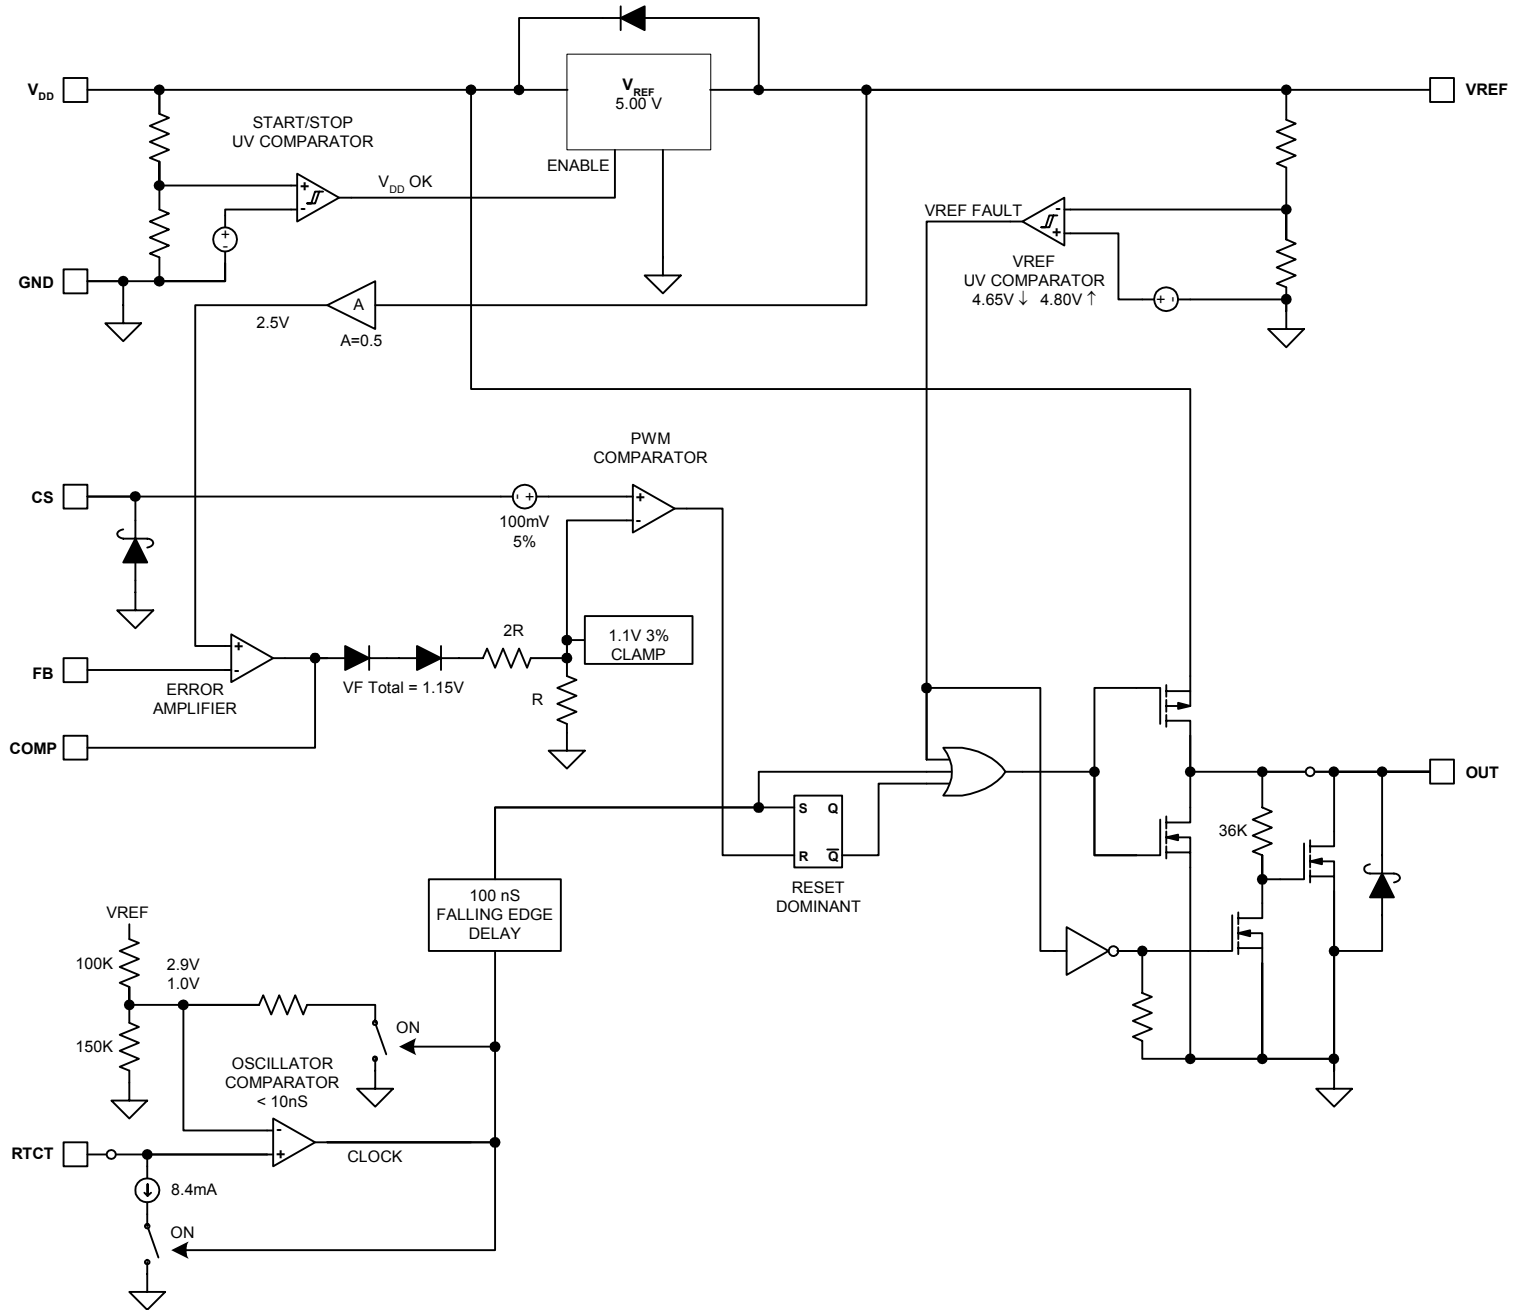 V_DD
START/STOP
UV COMPARATOR
+
-
V_DD OK
+
-
GND
V_REF
5.00 V
ENABLE
VREF
VREF FAULT
-
+
VREF
UV COMPARATOR
4.65V ↓ 4.80V ↑
+ -
2.5V
A
A=0.5
CS
- +
100mV
5%
PWM
COMPARATOR
+
-
FB
+
-
ERROR
AMPLIFIER
COMP
VF Total = 1.15V
2R
R
1.1V 3%
CLAMP
S Q
R Q̅
RESET
DOMINANT
OUT
36K
100 nS
FALLING EDGE
DELAY
VREF
100K
150K
2.9V
1.0V
ON
OSCILLATOR
COMPARATOR
< 10nS
-
+
CLOCK
RTCT
8.4mA
ON